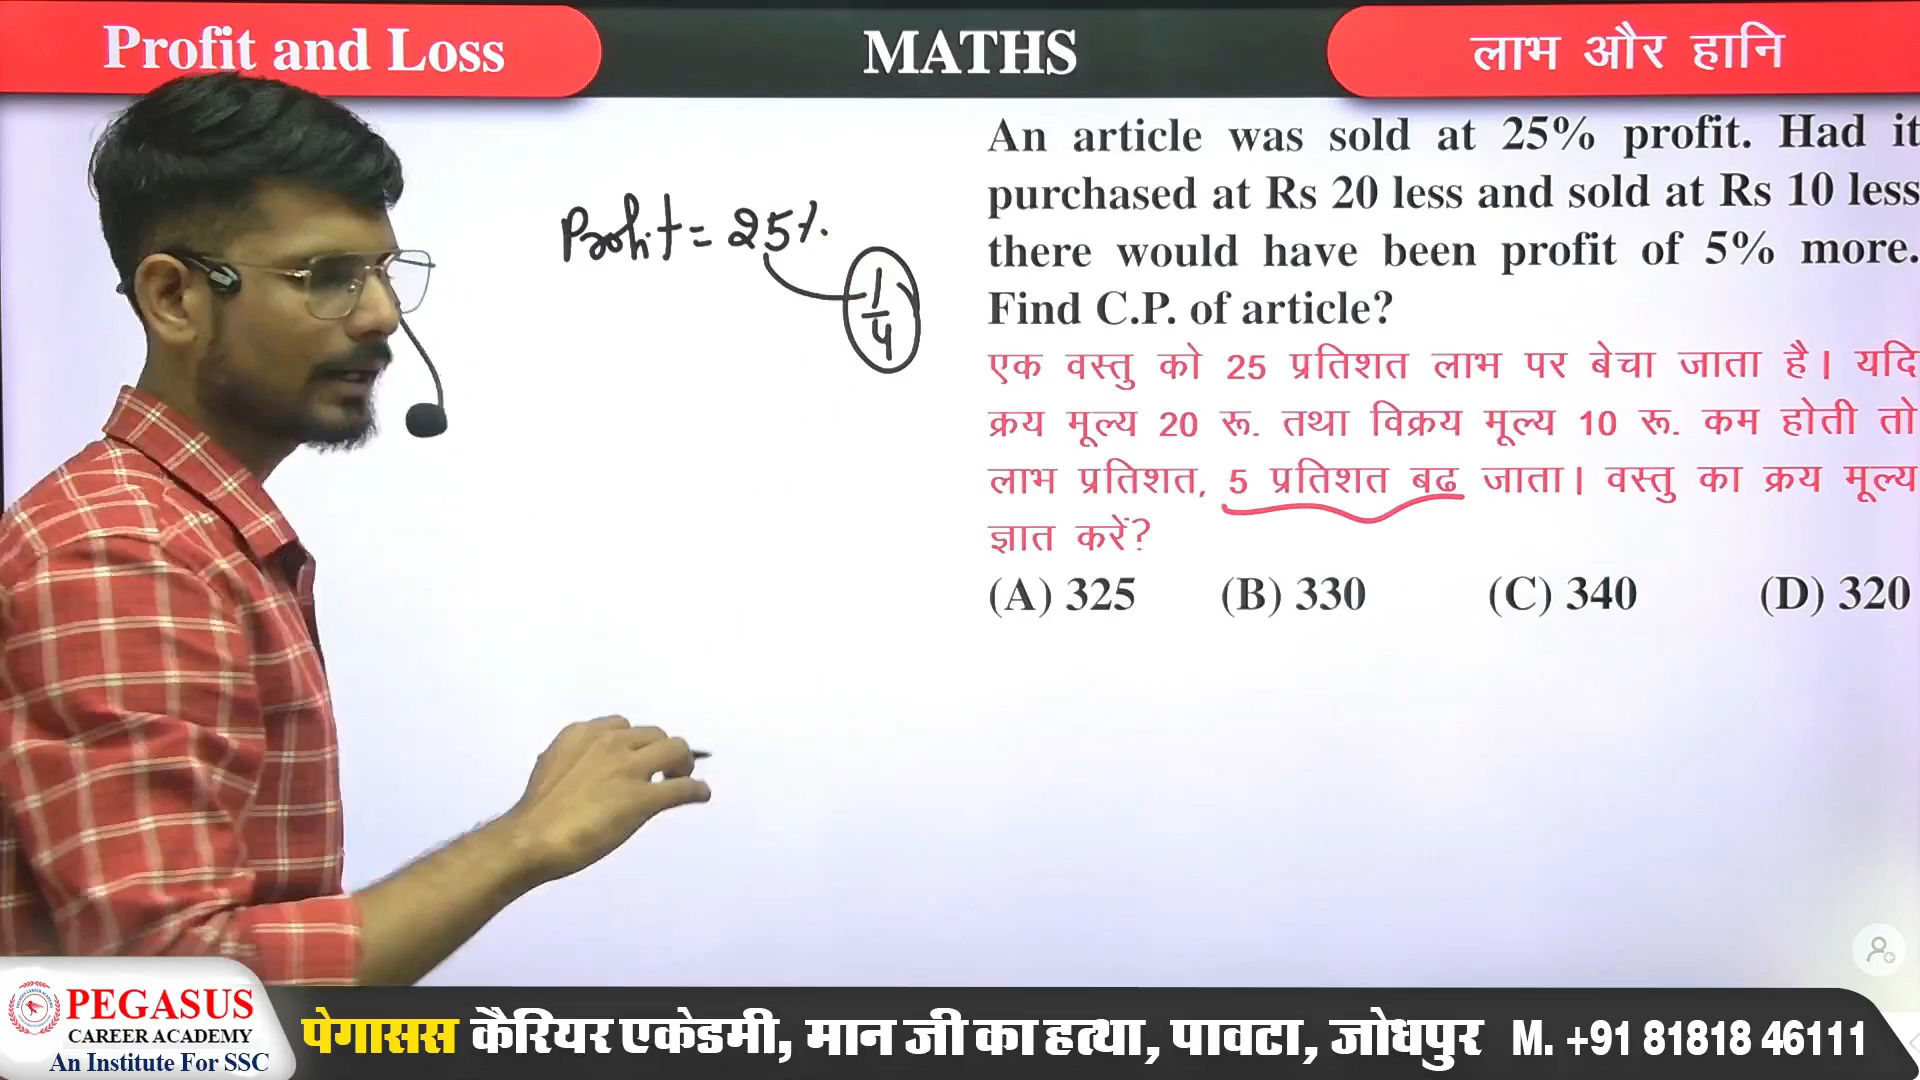 Profit and Loss
MATHS
लाभ और हानि
An article was sold at 25% profit. Had it
purchased at Rs 20 less and sold at Rs 10 less
there would have been profit of 5% more.
Find C.P. of article?
एक वस्तु को 25 प्रतिशत लाभ पर बेचा जाता है। यदि
क्रय मूल्य 20 रू. तथा विक्रय मूल्य 10 रू. कम होती तो
लाभ प्रतिशत, 5 प्रतिशत बढ जाता। वस्तु का क्रय मूल्य
ज्ञात करें?
(A) 325 (B) 330 (C) 340 (D) 320
Profit = 25%.
1
4
PEGASUS
CAREER ACADEMY
An Institute For SSC
पेगासस कैरियर एकेडमी, मान जी का हत्था, पावटा, जोधपुर M. +91 81818 46111